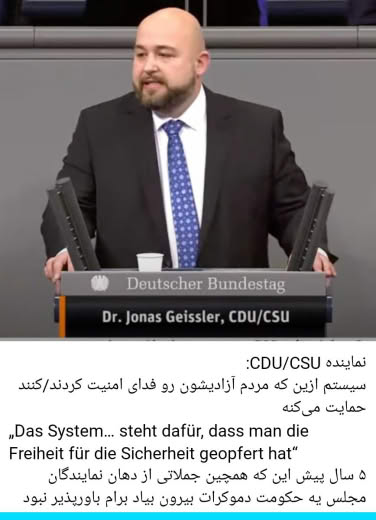 Deutscher Bundestag
Dr. Jonas Geissler, CDU/CSU
نماینده CDU/CSU:
سیستم ازین که مردم آزادیشون رو فدای امنیت کردند/کنند
حمایت می‌کنه
„Das System... steht dafür, dass man die
Freiheit für die Sicherheit geopfert hat“
۵ سال پیش این که همچین جملاتی از دهان نمایندگان
مجلس یه حکومت دموکرات بیرون بیاد برام باورپذیر نبود